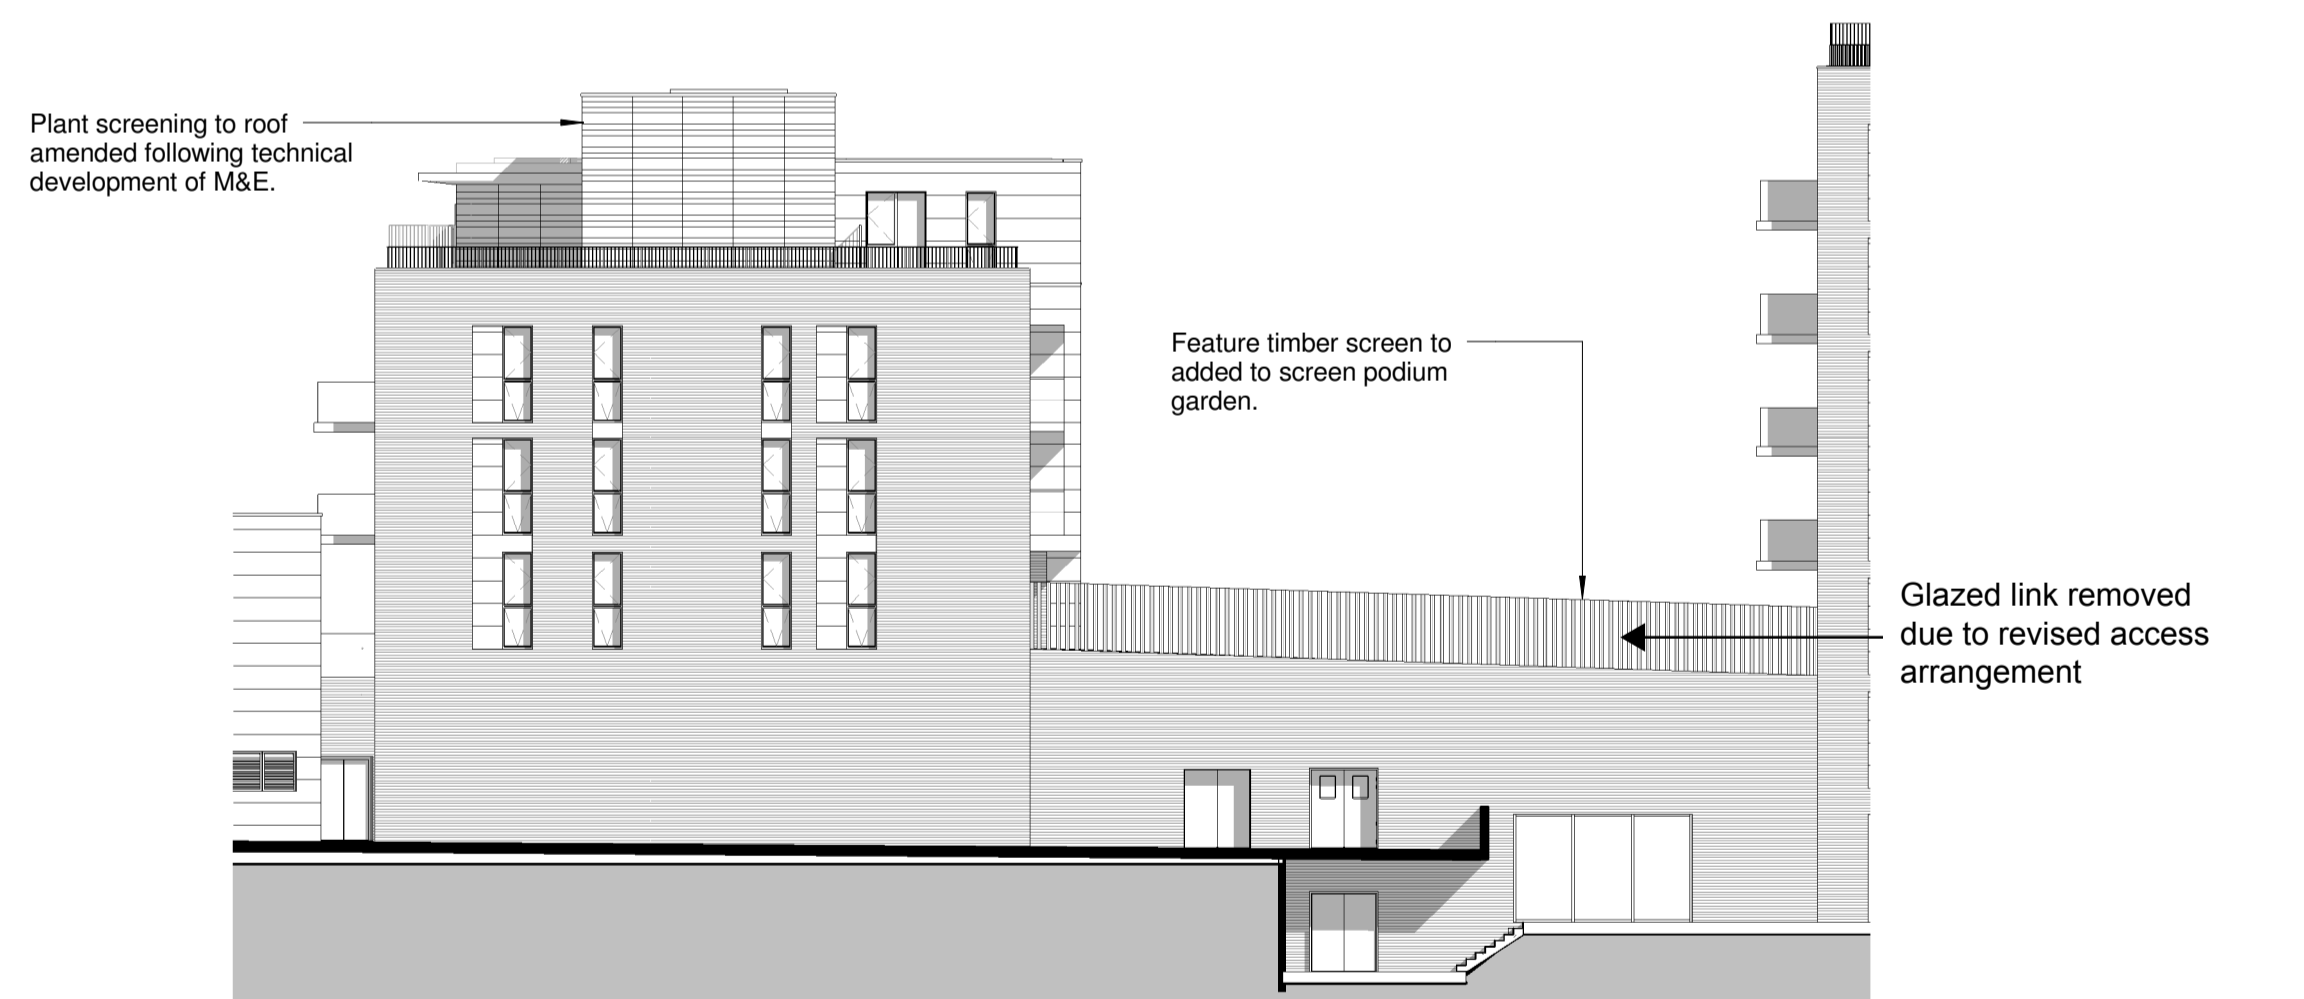 Plant screening to roof
amended following technical
development of M&E.
Feature timber screen to
added to screen podium
garden.
Glazed link removed
due to revised access
arrangement